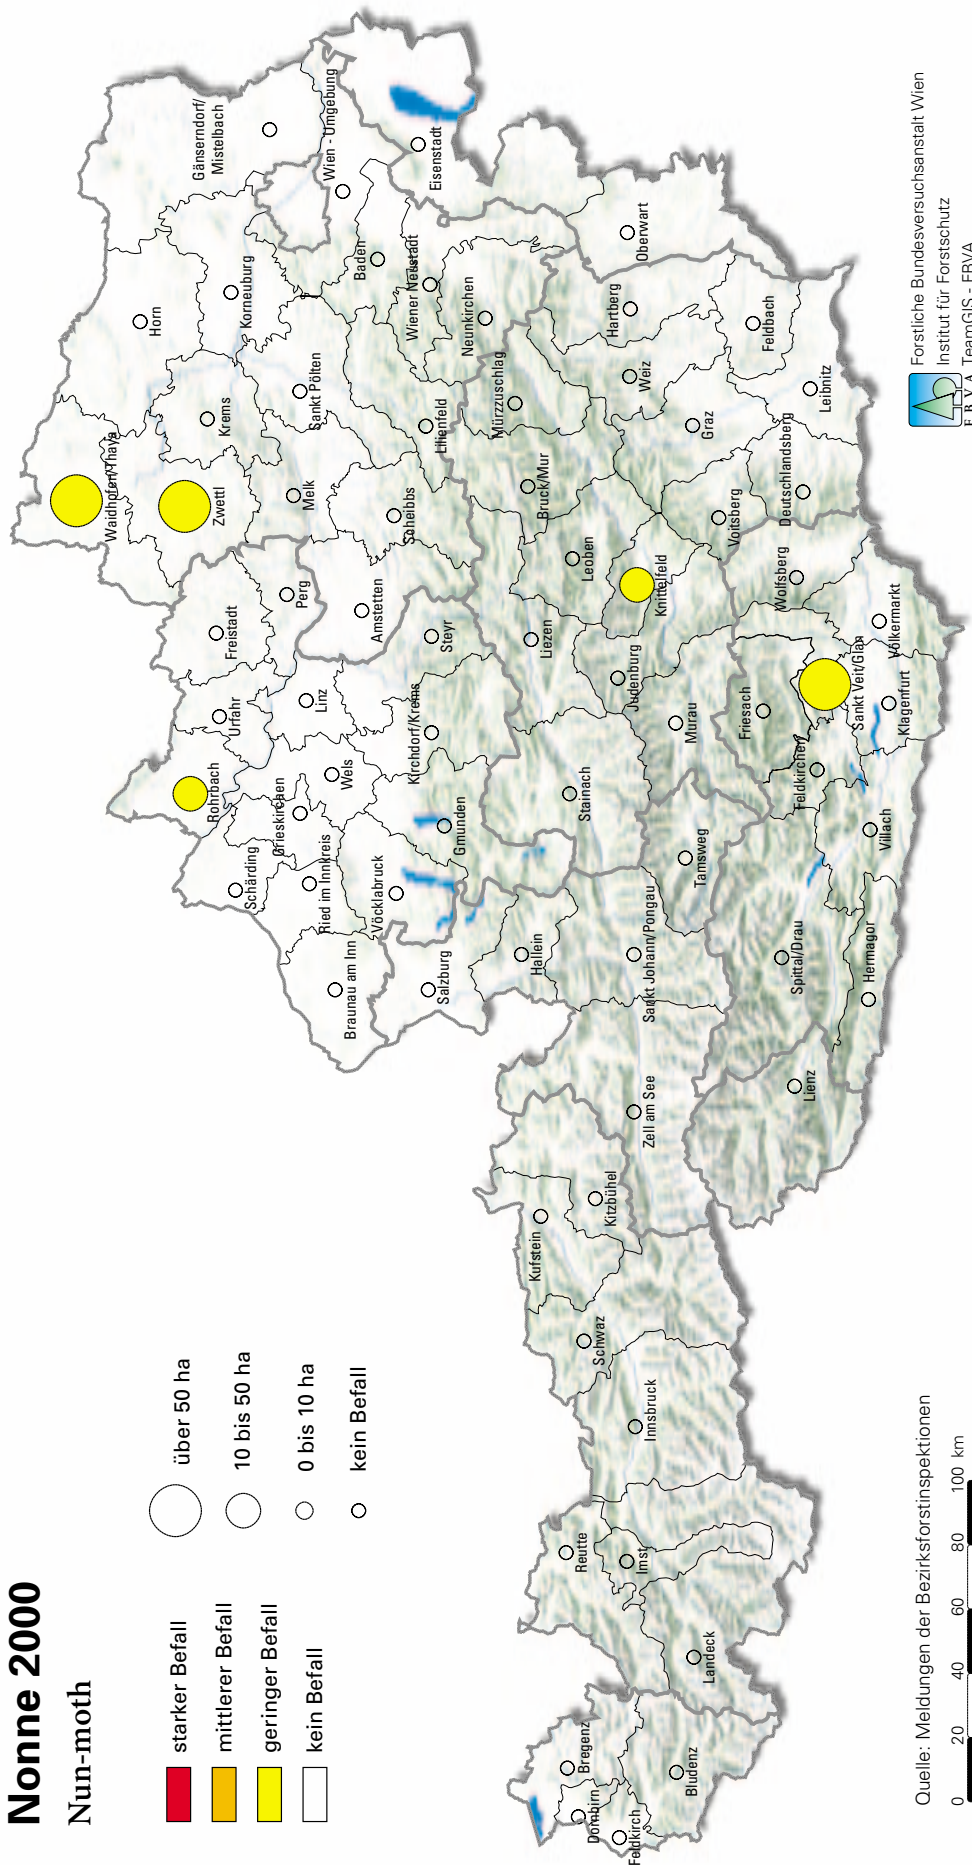 Nonne 2000
Nun-moth
starker Befall
mittlerer Befall
geringer Befall
kein Befall
über 50 ha
10 bis 50 ha
0 bis 10 ha
kein Befall
Bregenz
Dornbirn
Feldkirch
Bludenz
Reutte
Imst
Landeck
Innsbruck
Schwaz
Kufstein
Kitzbühel
Zell am See
Lienz
Braunau am Inn
Salzburg
Hallein
Sankt Johann/Pongau
Tamsweg
Spittal/Drau
Hermagor
Villach
Schärding
Ried im Innkreis
Vöcklabruck
Grieskirchen
Wels
Gmunden
Kirchdorf/Krems
Rohrbach
Urfahr
Linz
Freistadt
Perg
Steyr
Stainach
Liezen
Judenburg
Murau
Friesach
Feldkirchen
Sankt Veit/Glan
Klagenfurt
Völkermarkt
Wolfsberg
Knittelfeld
Leoben
Bruck/Mur
Mürzzuschlag
Voitsberg
Deutschlandsberg
Graz
Leibnitz
Weiz
Hartberg
Feldbach
Oberwart
Waidhofen/Thaya
Zwettl
Krems
Horn
Melk
Amstetten
Scheibbs
Sankt Pölten
Lilienfeld
Korneuburg
Gänserndorf/
Mistelbach
Wien - Umgebung
Baden
Wiener Neustadt
Neunkirchen
Eisenstadt
Quelle: Meldungen der Bezirksforstinspektionen
0 20 40 60 80 100 km
Forstliche Bundesversuchsanstalt Wien
Institut für Forstschutz
F B V A TeamGIS - FBVA